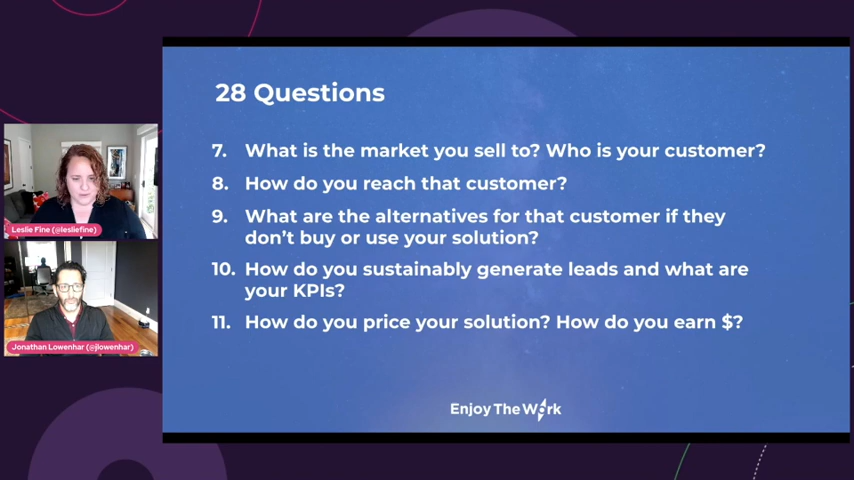 28 Questions
7. What is the market you sell to? Who is your customer?
8. How do you reach that customer?
9. What are the alternatives for that customer if they
don’t buy or use your solution?
10. How do you sustainably generate leads and what are
your KPIs?
11. How do you price your solution? How do you earn $?
Enjoy The Work
Leslie Fine (@lesliefine)
Jonathan Lowenhar (@jlowenhar)